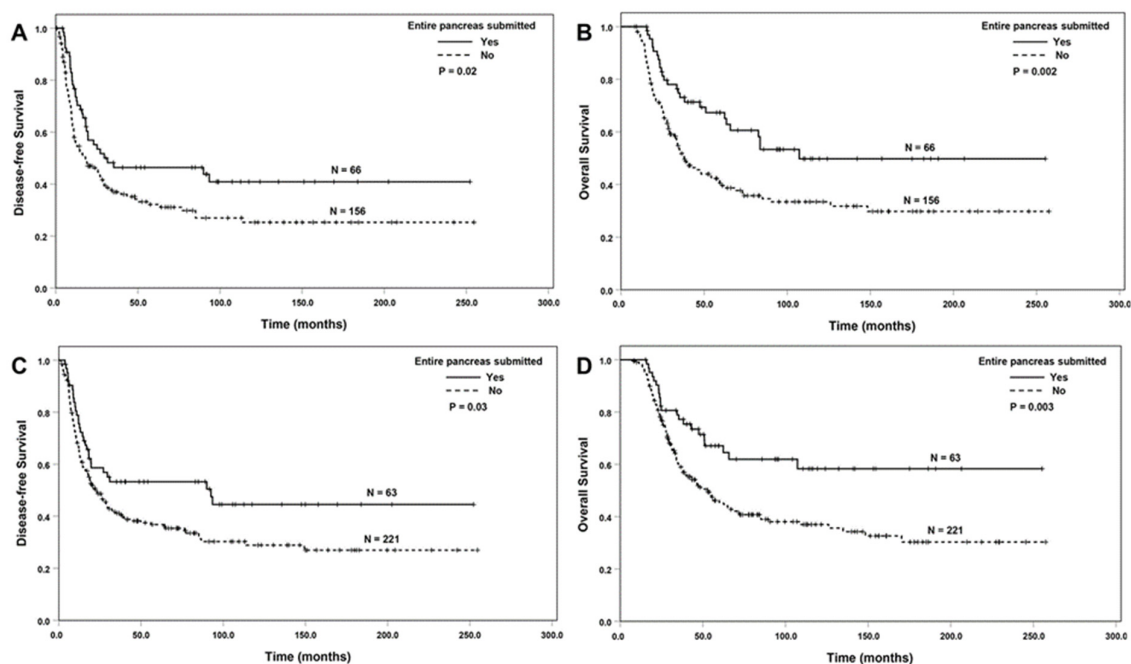 A
Entire pancreas submitted
Yes
No
P = 0.02
Disease-free Survival
1.0
0.8
0.6
0.4
0.2
N = 66
N = 156
0.0 50.0 100.0 150.0 200.0 250.0 300.0
Time (months)
B
Entire pancreas submitted
Yes
No
P = 0.002
Overall Survival
1.0
0.8
0.6
0.4
0.2
0.0
N = 66
N = 156
0.0 50.0 100.0 150.0 200.0 250.0 300.0
Time (months)
C
Entire pancreas submitted
Yes
No
P = 0.03
Disease-free Survival
1.0
0.8
0.6
0.4
0.2
0.0
N = 63
N = 221
0.0 50.0 100.0 150.0 200.0 250.0 300.0
Time (months)
D
Entire pancreas submitted
Yes
No
P = 0.003
Overall Survival
1.0
0.8
0.6
0.4
0.2
0.0
N = 63
N = 221
0.0 50.0 100.0 150.0 200.0 250.0 300.0
Time (months)